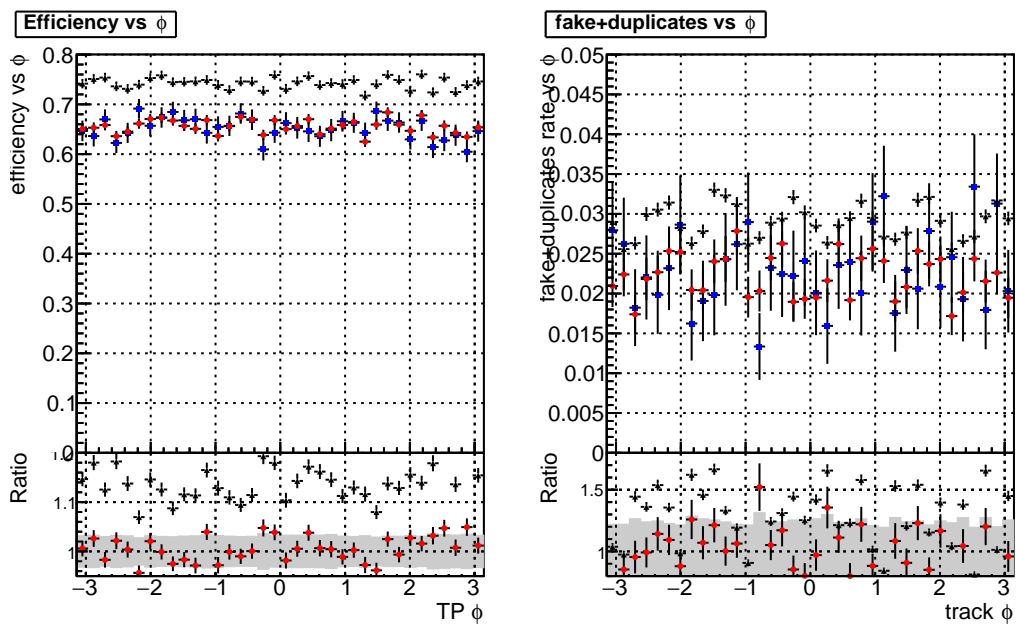 Efficiency vs ϕ
efficiency vs ϕ
0.8
0.7
0.6
0.5
0.4
0.3
0.2
0.1
0
Ratio
1.1
1
−3 −2 −1 0 1 2 3
TP ϕ
fake+duplicates vs ϕ
fake+duplicates rate vs ϕ
0.05
0.045
0.04
0.035
0.03
0.025
0.02
0.015
0.01
0.005
0
Ratio
1.5
1
−3 −2 −1 0 1 2 3
track ϕ